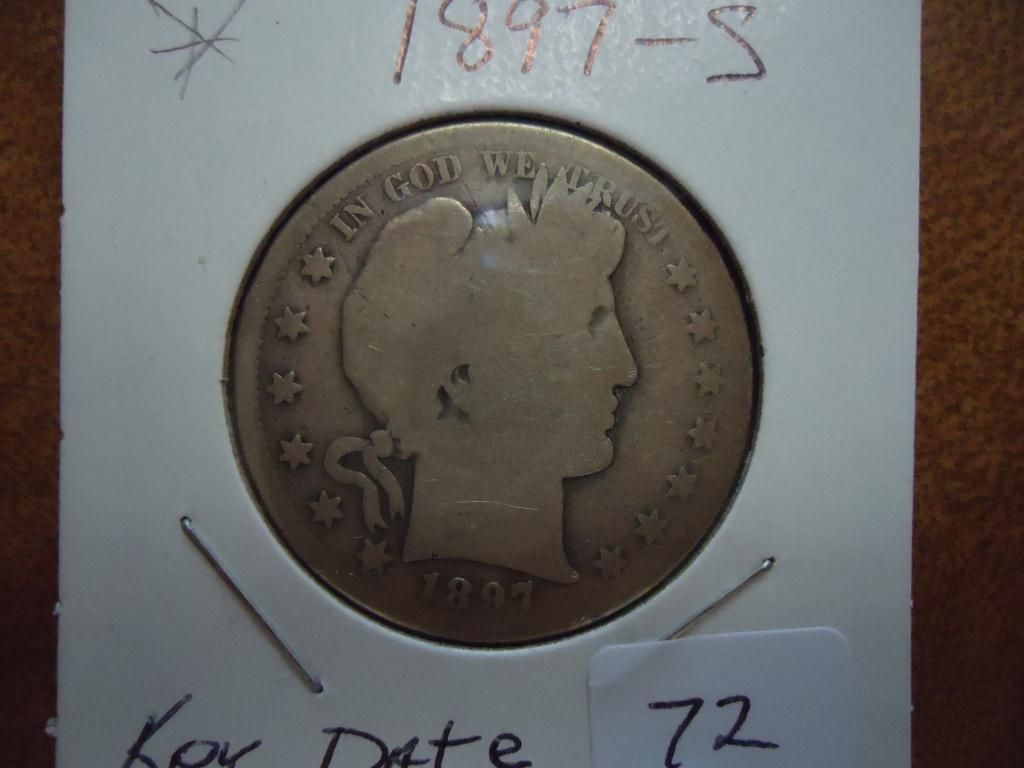 1897-S
IN GOD WE TRUST
1897
Key Date
72